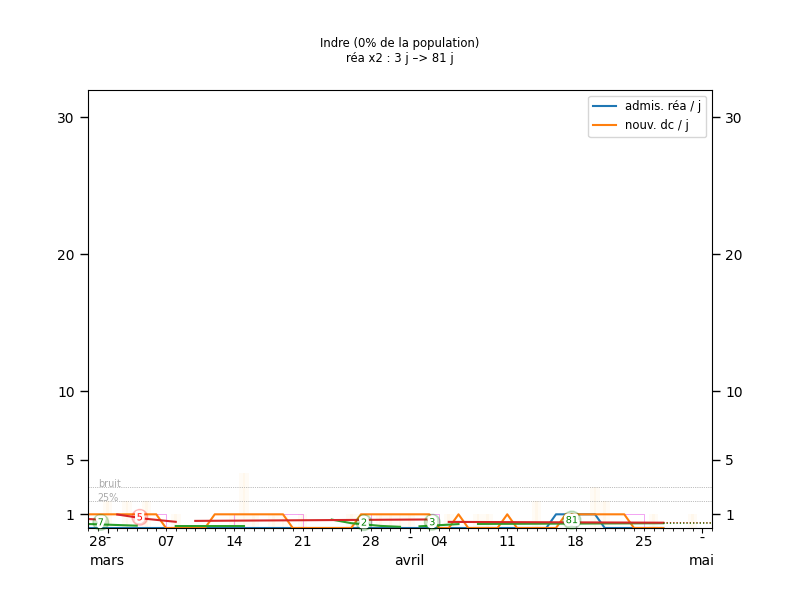 Indre (0% de la population)
réa x2 : 3 j –> 81 j
admis. réa / j
nouv. dc / j
30 30
20 20
10 10
5 5
bruit
25%
1 1
7 5 2 3 81
28 - 07 14 21 28 - 04 11 18 25 -
mars avril mai